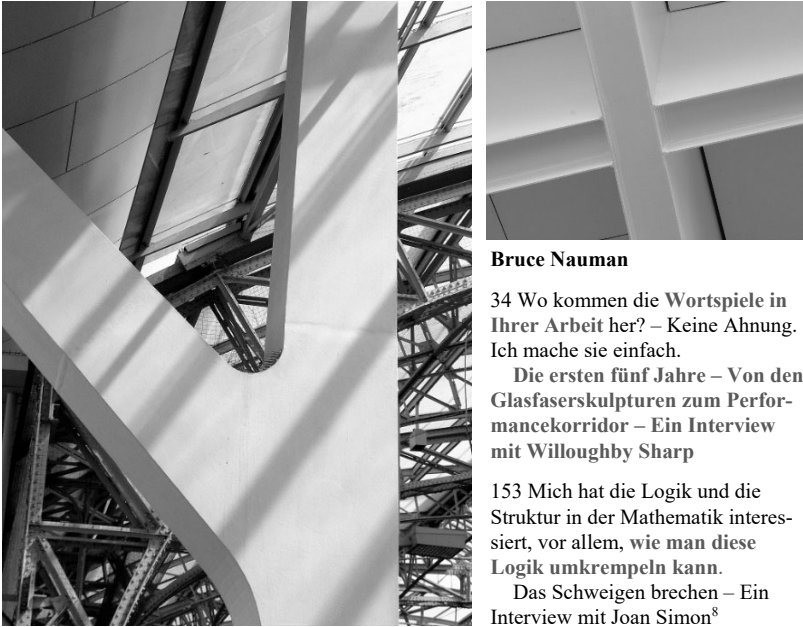 Bruce Nauman
34 Wo kommen die Wortspiele in
Ihrer Arbeit her? – Keine Ahnung.
Ich mache sie einfach.
Die ersten fünf Jahre – Von den
Glasfaserskulpturen zum Perfor-
mancekorridor – Ein Interview
mit Willoughby Sharp
153 Mich hat die Logik und die
Struktur in der Mathematik interes-
siert, vor allem, wie man diese
Logik umkrempeln kann.
Das Schweigen brechen – Ein
Interview mit Joan Simon⁸